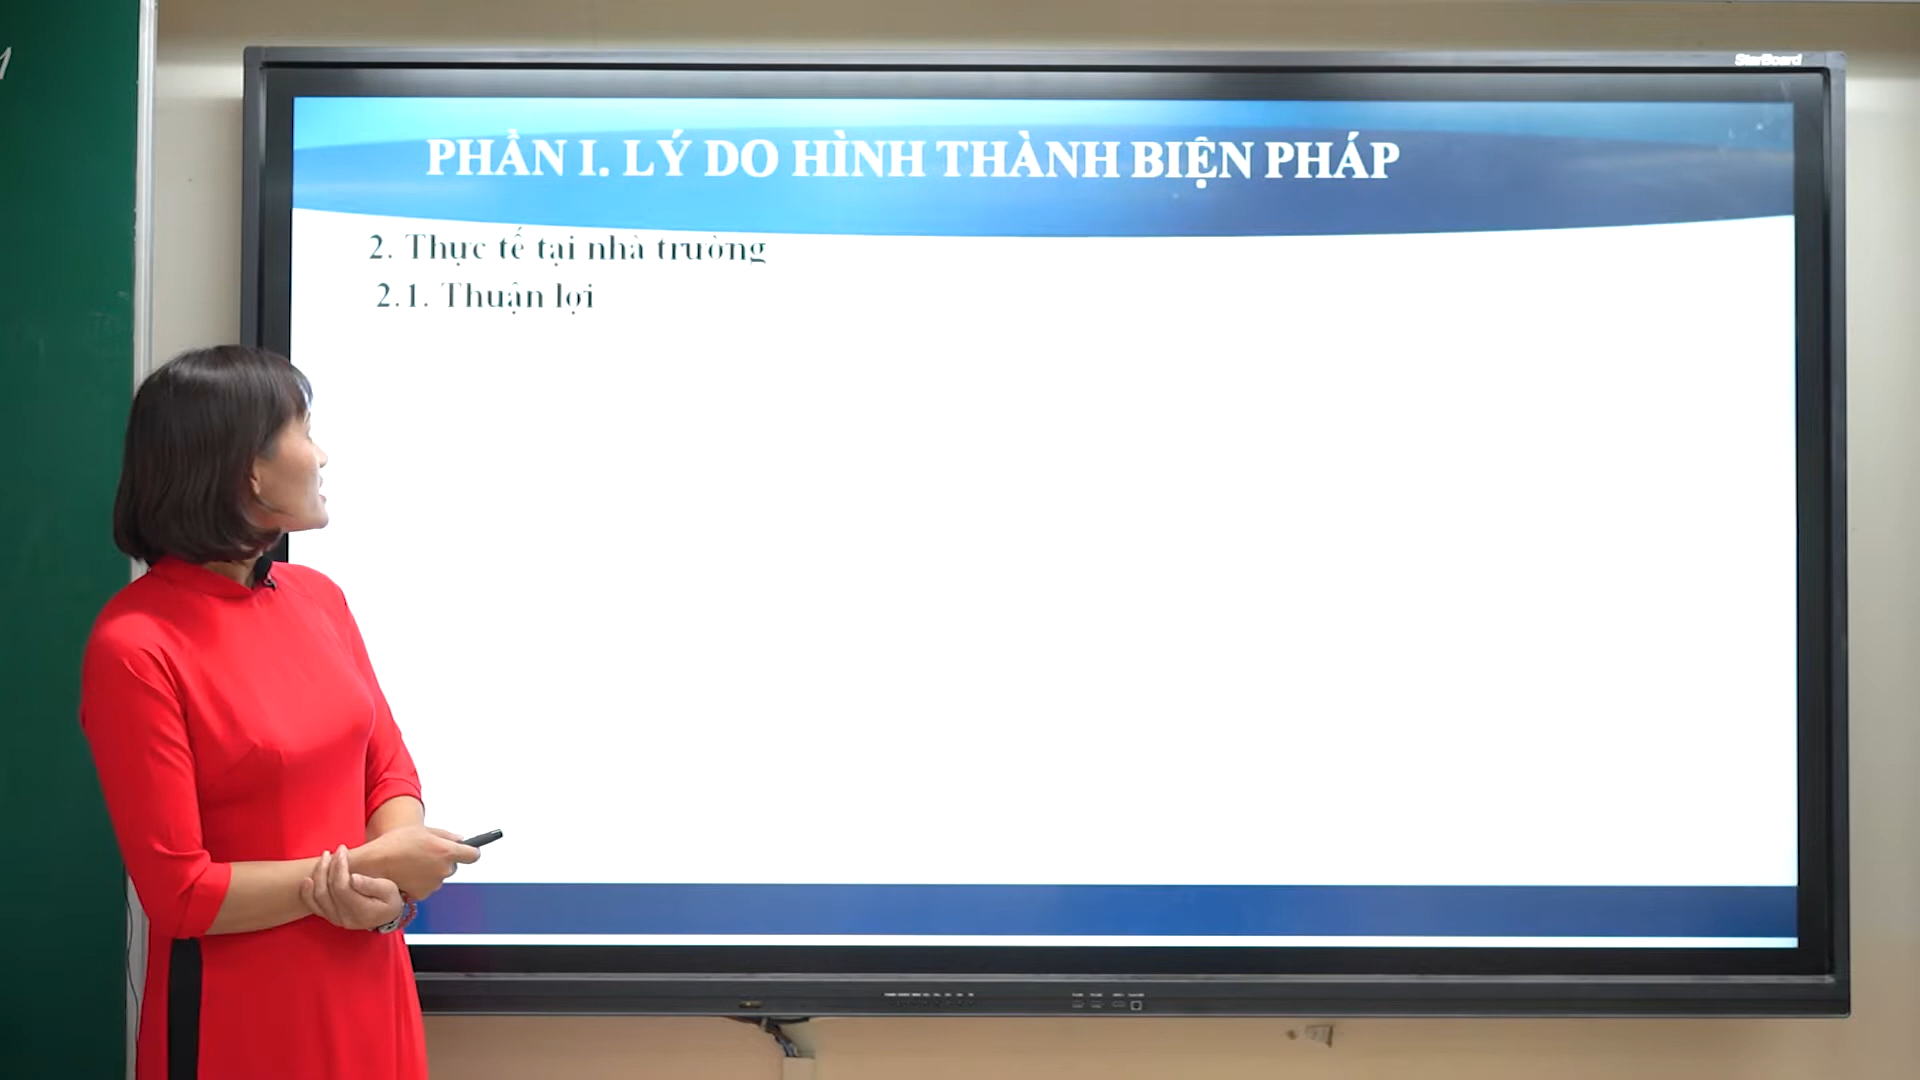 StarBoard
PHẦN I. LÝ DO HÌNH THÀNH BIỆN PHÁP
2. Thực tế tại nhà trường
2.1. Thuận lợi